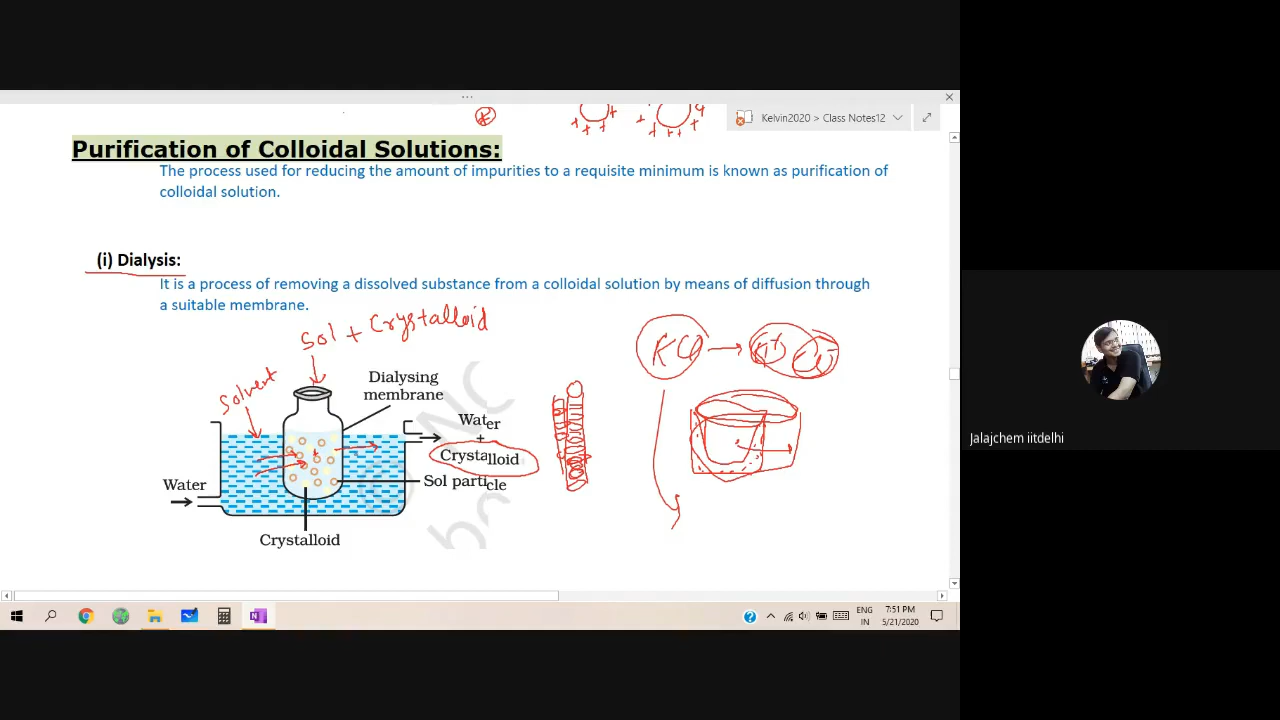 Kelvin2020 > Class Notes12
Purification of Colloidal Solutions:
The process used for reducing the amount of impurities to a requisite minimum is known as purification of
colloidal solution.
(i) Dialysis:
It is a process of removing a dissolved substance from a colloidal solution by means of diffusion through
a suitable membrane.
Sol + Crystalloid
Solvent
Dialysing
membrane
Water
+
Crystalloid
Sol particle
Water
Crystalloid
KCl → K+ Cl-
Jalajchem iitdelhi
ENG
IN
7:51 PM
5/21/2020